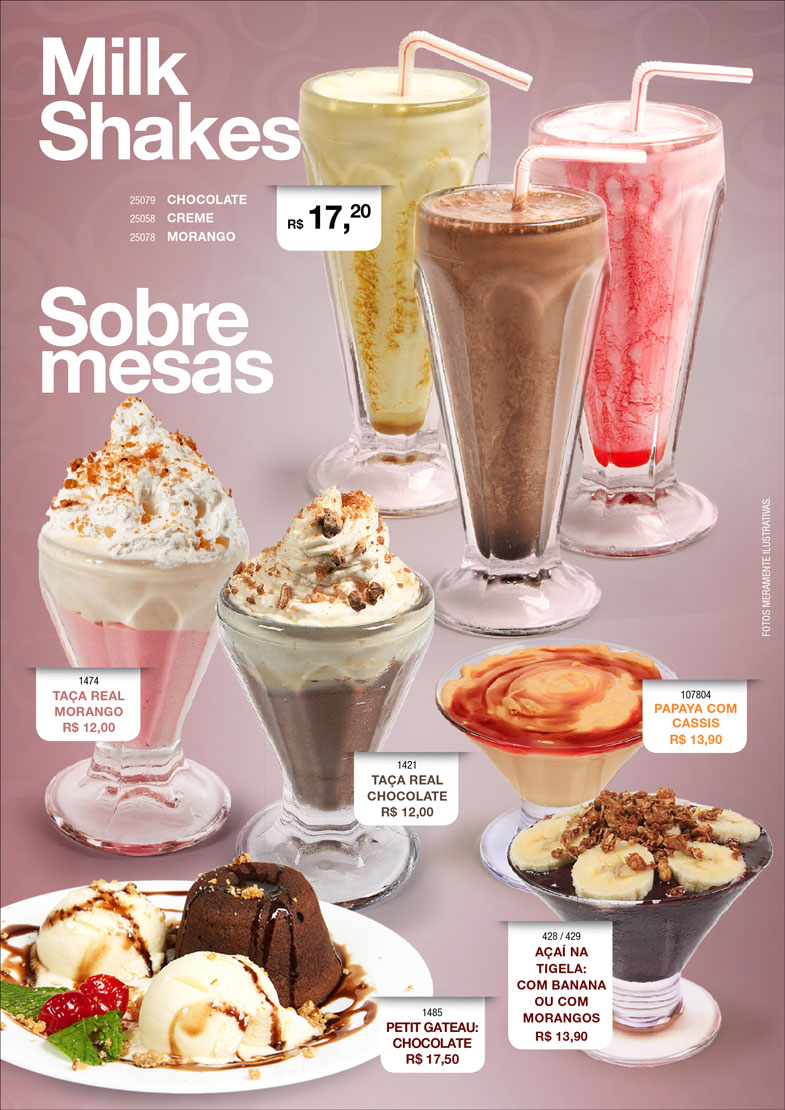 Milk
Shakes
25079 CHOCOLATE
25058 CREME
25078 MORANGO
R$ 17,20
Sobre
mesas
FOTOS MERAMENTE ILUSTRATIVAS.
1474
TAÇA REAL
MORANGO
R$ 12,00
107804
PAPAYA COM
CASSIS
R$ 13,90
1421
TAÇA REAL
CHOCOLATE
R$ 12,00
428 / 429
AÇAÍ NA
TIGELA:
COM BANANA
OU COM
MORANGOS
R$ 13,90
1485
PETIT GATEAU:
CHOCOLATE
R$ 17,50